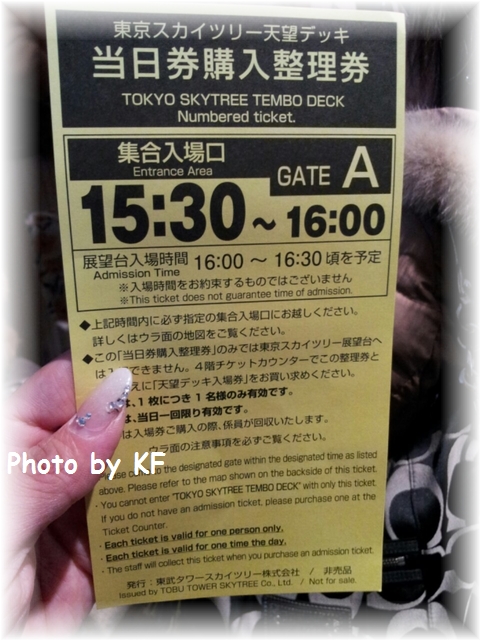 東京スカイツリー天望デッキ
当日券購入整理券
TOKYO SKYTREE TEMBO DECK
Numbered ticket.
集合入場口
Entrance Area
GATE A
15:30~16:00
展望台入場時間 16:00 ~ 16:30 頃を予定
Admission Time
※入場時間をお約束するものではございません
※This ticket does not guarantee time of admission.
◆上記時間内に必ず指定の集合入場口にお越しください。
詳しくはウラ面の地図をご覧ください。
◆この「当日券購入整理券」のみでは東京スカイツリー展望台へ
は できません。4階チケットカウンターでこの整理券と
えに「天望デッキ入場券」をお買い求めください。
は、1枚につき1名様のみ有効です。
は、当日一回限り有効です。
は入場券ご購入の際、係員が回収いたします。
ウラ面の注意事項を必ずご覧ください。
to the designated gate within the designated time as listed
above. Please refer to the map shown on the backside of this ticket.
・You cannot enter "TOKYO SKYTREE TEMBO DECK" with only this ticket.
If you do not have an admission ticket, please purchase one at the
Ticket Counter.
・Each ticket is valid for one person only.
・Each ticket is valid for one time the day.
・The staff will collect this ticket when you purchase an admission ticket.
発行:東武タワースカイツリー株式会社 / 非売品
Issued by TOBU TOWER SKYTREE Co., Ltd. / Not for sale.
Photo by KF